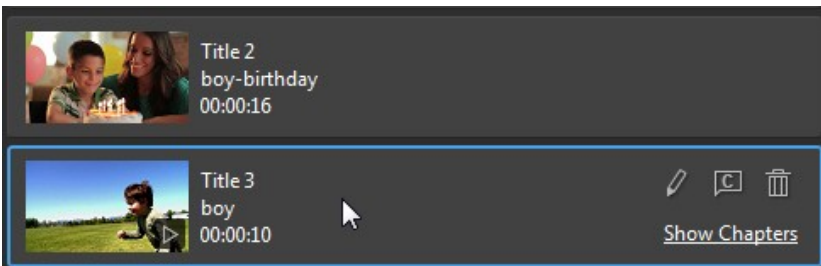 Title 2
boy-birthday
00:00:16
Title 3
boy
00:00:10
C
Show Chapters